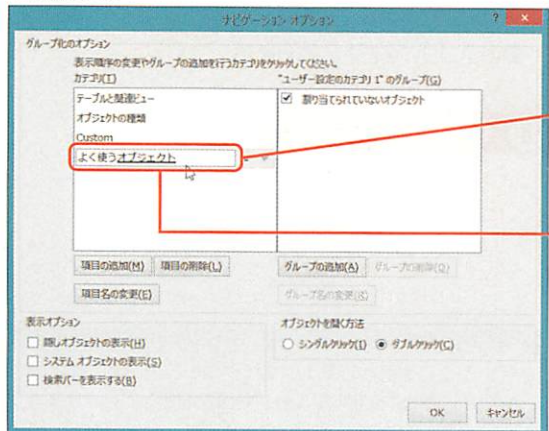 ナビゲーション オプション
グループ化のオプション
表示順序の変更やグループの追加を行うカテゴリをクリックしてください。
カテゴリ(T)
"ユーザー設定のカテゴリ 1" のグループ(G)
テーブルと関連ビュー
オブジェクトの種類
Custom
よく使うオブジェクト
割り当てられていないオブジェクト
項目の追加(M) 項目の削除(L)
項目名の変更(E)
グループの追加(A) グループの削除(D)
グループ名の変更(R)
表示オプション
隠しオブジェクトの表示(H)
システム オブジェクトの表示(S)
検索バーを表示する(B)
オブジェクトを開く方法
シングルクリック(I) ダブルクリック(C)
OK キャンセル